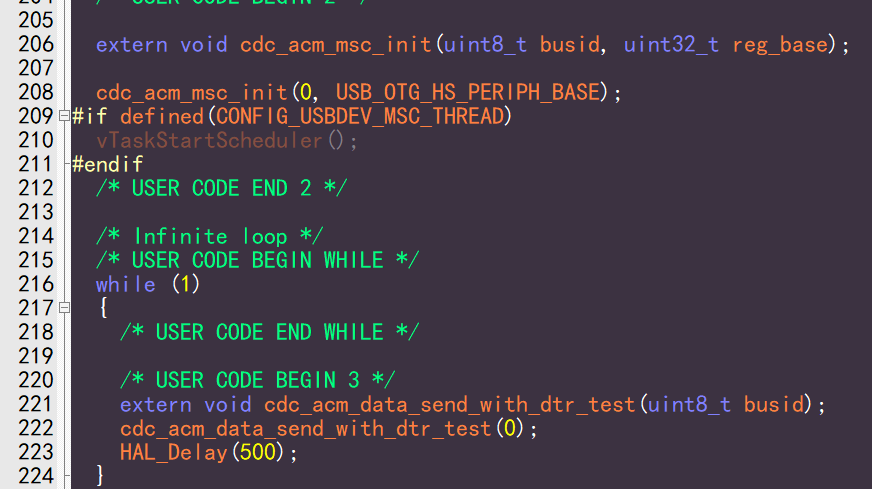 204 /* USER CODE BEGIN 2 */
205
206 extern void cdc_acm_msc_init(uint8_t busid, uint32_t reg_base);
207
208 cdc_acm_msc_init(0, USB_OTG_HS_PERIPH_BASE);
209 #if defined(CONFIG_USBDEV_MSC_THREAD)
210 vTaskStartScheduler();
211 #endif
212 /* USER CODE END 2 */
213
214 /* Infinite loop */
215 /* USER CODE BEGIN WHILE */
216 while (1)
217 {
218 /* USER CODE END WHILE */
219
220 /* USER CODE BEGIN 3 */
221 extern void cdc_acm_data_send_with_dtr_test(uint8_t busid);
222 cdc_acm_data_send_with_dtr_test(0);
223 HAL_Delay(500);
224 }